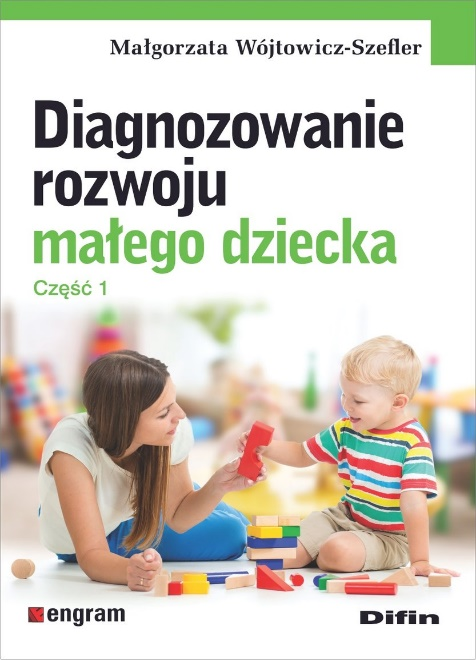 Małgorzata Wójtowicz-Szefler
Diagnozowanie
rozwoju
małego dziecka
Część 1
engram
Difin